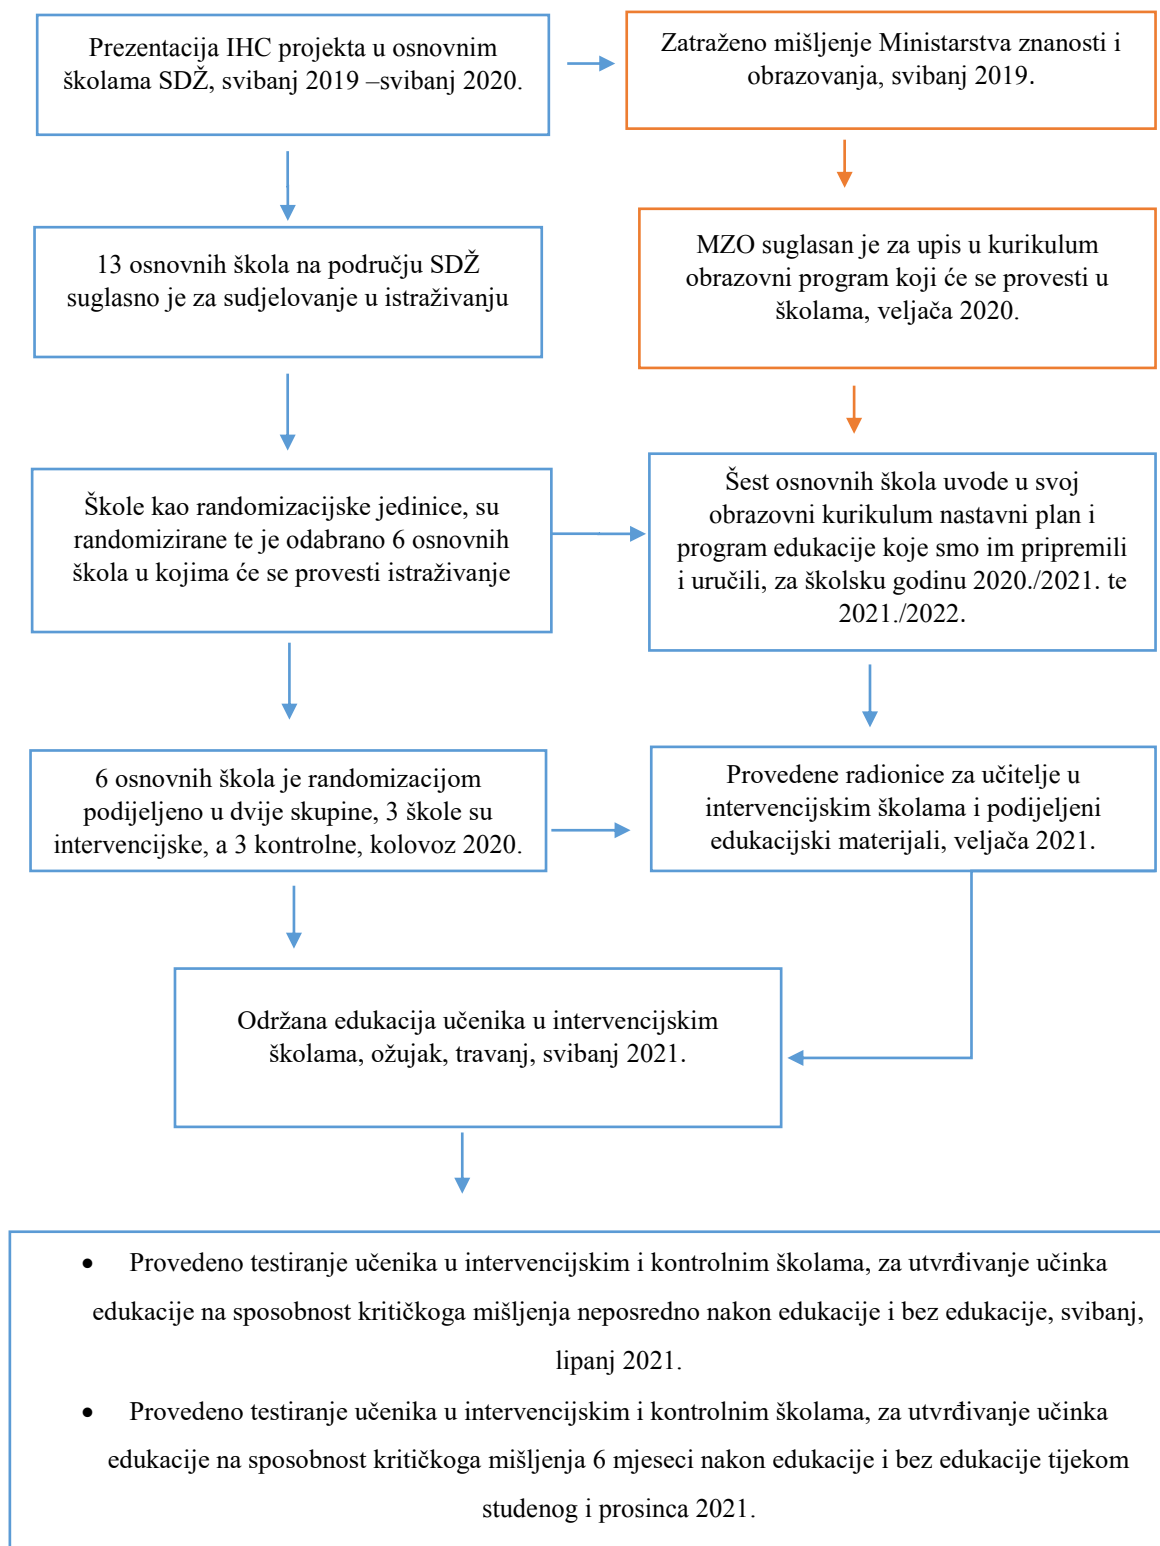 Prezentacija IHC projekta u osnovnim
školama SDŽ, svibanj 2019 –svibanj 2020.
Zatraženo mišljenje Ministarstva znanosti i
obrazovanja, svibanj 2019.
13 osnovnih škola na području SDŽ
suglasno je za sudjelovanje u istraživanju
MZO suglasan je za upis u kurikulum
obrazovni program koji će se provesti u
školama, veljača 2020.
Škole kao randomizacijske jedinice, su
randomizirane te je odabrano 6 osnovnih
škola u kojima će se provesti istraživanje
Šest osnovnih škola uvode u svoj
obrazovni kurikulum nastavni plan i
program edukacije koje smo im pripremili
i uručili, za školsku godinu 2020./2021. te
2021./2022.
6 osnovnih škola je randomizacijom
podijeljeno u dvije skupine, 3 škole su
intervencijske, a 3 kontrolne, kolovoz 2020.
Provedene radionice za učitelje u
intervencijskim školama i podijeljeni
edukacijski materijali, veljača 2021.
Održana edukacija učenika u intervencijskim
školama, ožujak, travanj, svibanj 2021.
• Provedeno testiranje učenika u intervencijskim i kontrolnim školama, za utvrđivanje učinka
edukacije na sposobnost kritičkoga mišljenja neposredno nakon edukacije i bez edukacije, svibanj,
lipanj 2021.
• Provedeno testiranje učenika u intervencijskim i kontrolnim školama, za utvrđivanje učinka
edukacije na sposobnost kritičkoga mišljenja 6 mjeseci nakon edukacije i bez edukacije tijekom
studenog i prosinca 2021.